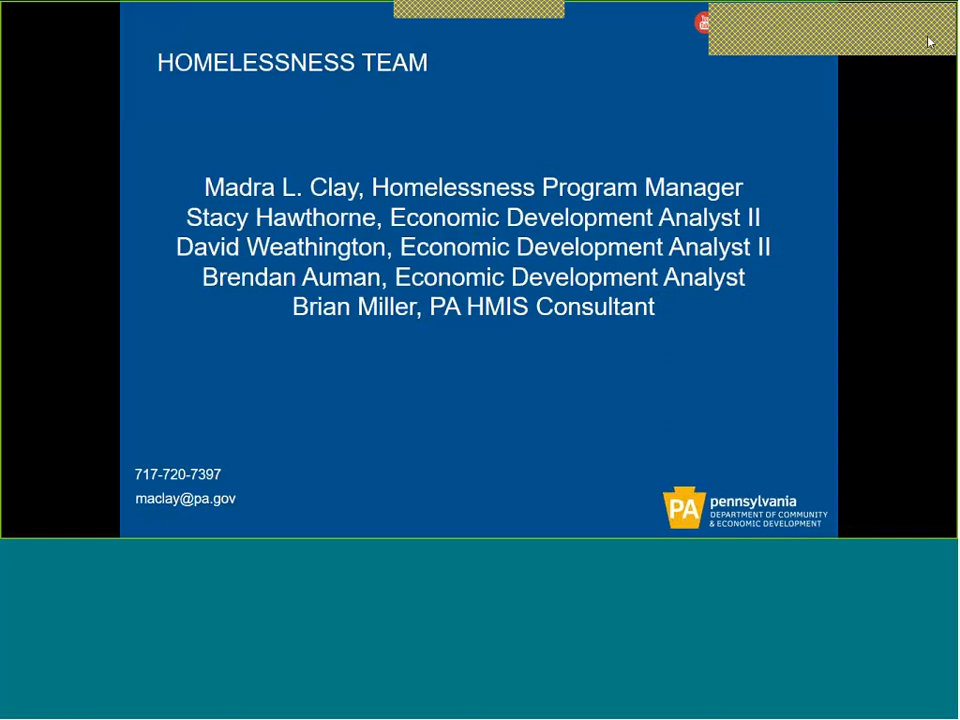 HOMELESSNESS TEAM
Madra L. Clay, Homelessness Program Manager
Stacy Hawthorne, Economic Development Analyst II
David Weathington, Economic Development Analyst II
Brendan Auman, Economic Development Analyst
Brian Miller, PA HMIS Consultant
717-720-7397
maclay@pa.gov
PA
pennsylvania
DEPARTMENT OF COMMUNITY
& ECONOMIC DEVELOPMENT